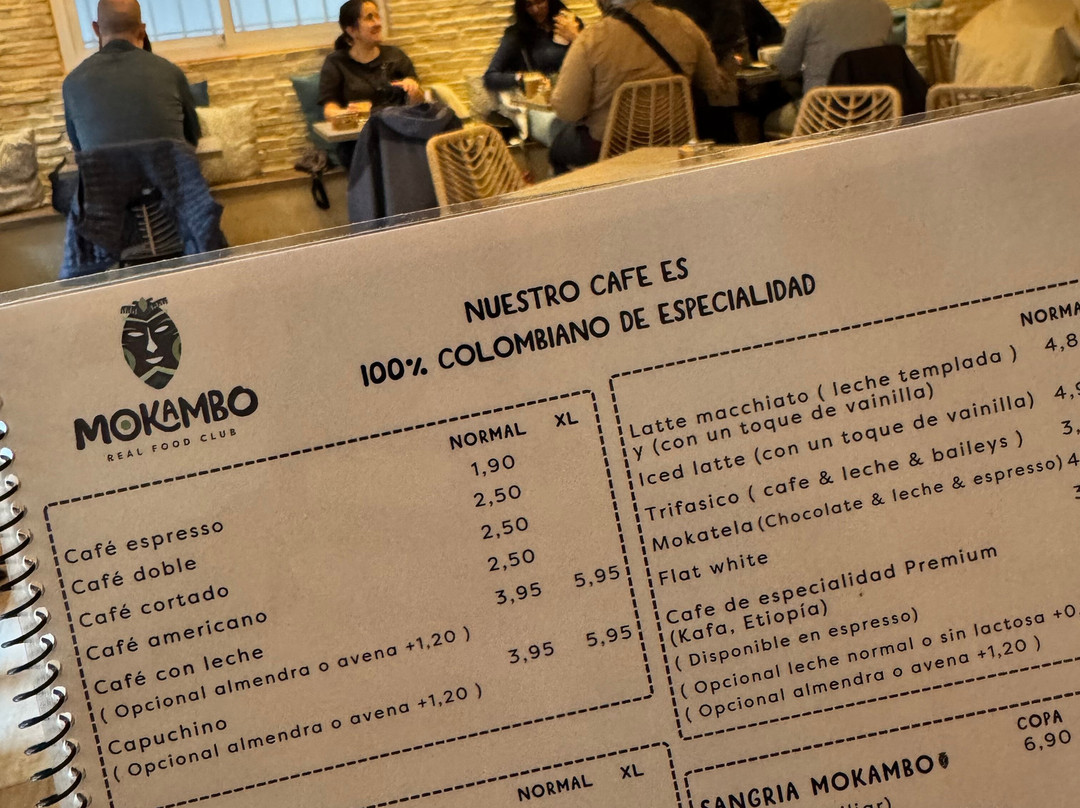 NUESTRO CAFE ES
100% COLOMBIANO DE ESPECIALIDAD
MOKAMBO
REAL FOOD CLUB
NORMAL XL
Café espresso 1,90
Café doble 2,50
Café cortado 2,50
Café americano 2,50
Café con leche 3,95 5,95
( Opcional almendra o avena +1,20 )
Capuchino 3,95 5,95
( Opcional almendra o avena +1,20 )
NORMAL XL
NORMA
Latte macchiato ( leche templada ) 4,8
y (con un toque de vainilla)
Iced latte (con un toque de vainilla) 4,9
Trifasico ( cafe & leche & baileys ) 3,
Mokatela (Chocolate & leche & espresso) 4
Flat white
Cafe de especialidad Premium
(Kafa, Etiopía)
( Disponible en espresso)
( Opcional leche normal o sin lactosa +0,
( Opcional almendra o avena +1,20 )
COPA
SANGRIA MOKAMBO 6,90